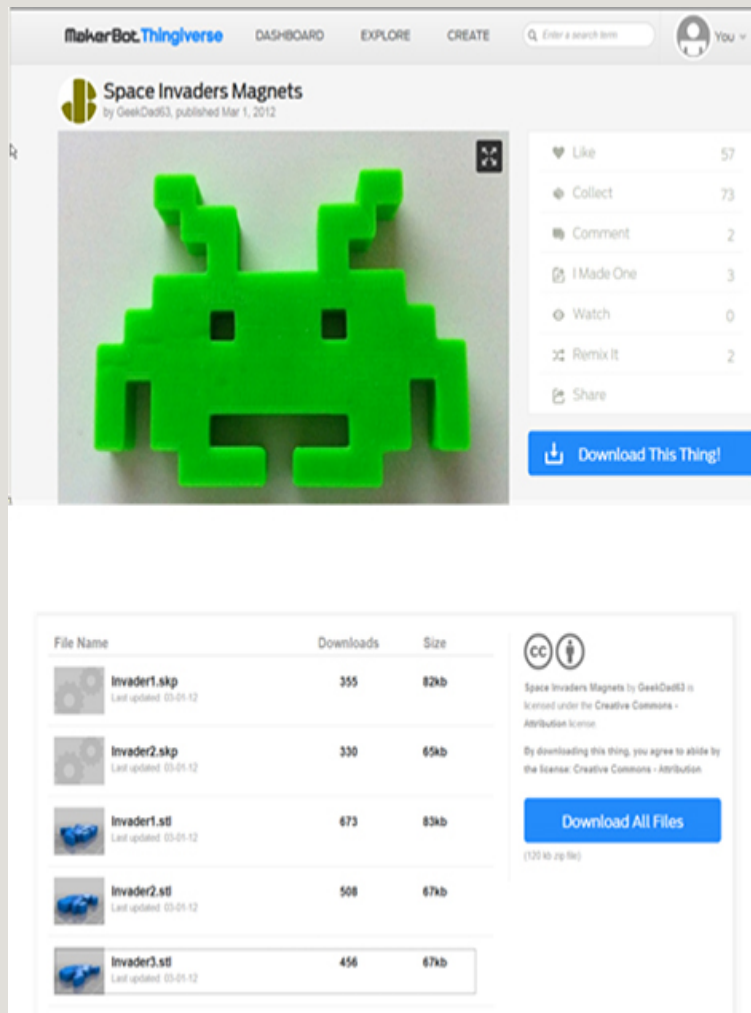 MakerBot.Thingiverse DASHBOARD EXPLORE CREATE Enter a search term You
Space Invaders Magnets
by GeekDad63, published Mar 1, 2012
Like 57
Collect 73
Comment 2
I Made One 3
Watch 0
Remix It 2
Share
Download This Thing!
File Name Downloads Size
Invader1.skp 355 82kb
Last updated: 03-01-12
Invader2.skp 330 65kb
Last updated: 03-01-12
Invader1.stl 673 83kb
Last updated: 03-01-12
Invader2.stl 508 67kb
Last updated: 03-01-12
Invader3.stl 456 67kb
Last updated: 03-01-12
cc
Space Invaders Magnets by GeekDad63 is
licensed under the Creative Commons -
Attribution license.
By downloading this thing, you agree to abide by
the license: Creative Commons - Attribution
Download All Files
(120 kb zip file)